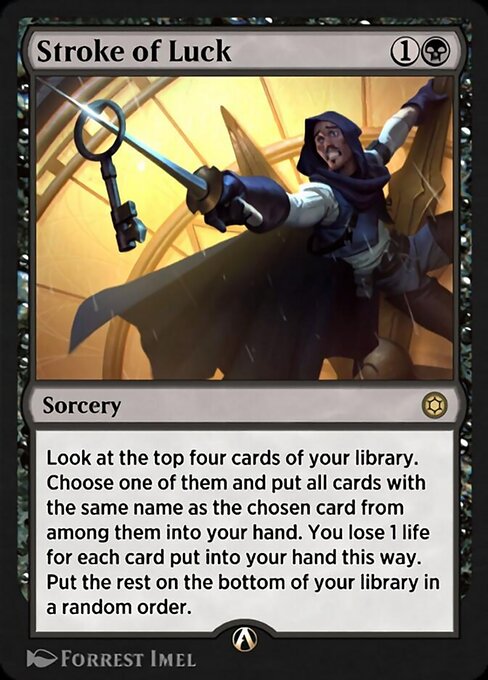 Stroke of Luck
1
Sorcery
Look at the top four cards of your library.
Choose one of them and put all cards with
the same name as the chosen card from
among them into your hand. You lose 1 life
for each card put into your hand this way.
Put the rest on the bottom of your library in
a random order.
Forrest Imel